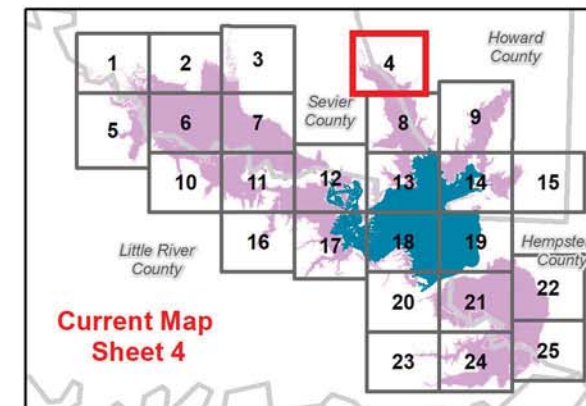 1 2 3 4 Howard
County
Sevier
County
5 6 7 8 9
10 11 12 13 14 15
Little River
County
16 17 18 19 Hempstead
County
Current Map
Sheet 4
20 21 22
23 24 25